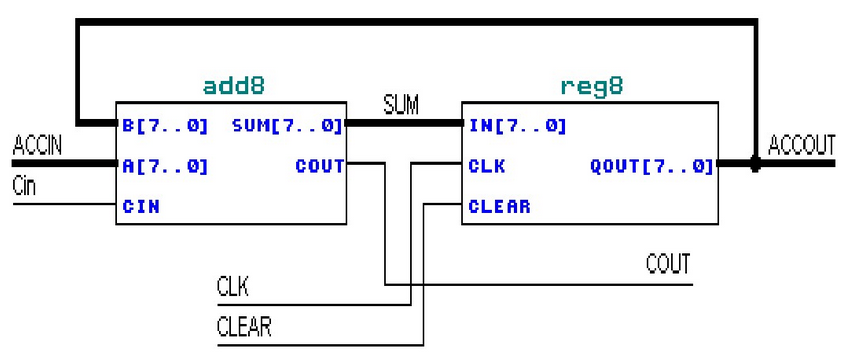 add8
reg8
SUM
B[7..0] SUM[7..0]
IN[7..0]
ACCIN
ACCOUT
A[7..0] COUT
CLK QOUT[7..0]
Cin
CIN
CLEAR
COUT
CLK
CLEAR